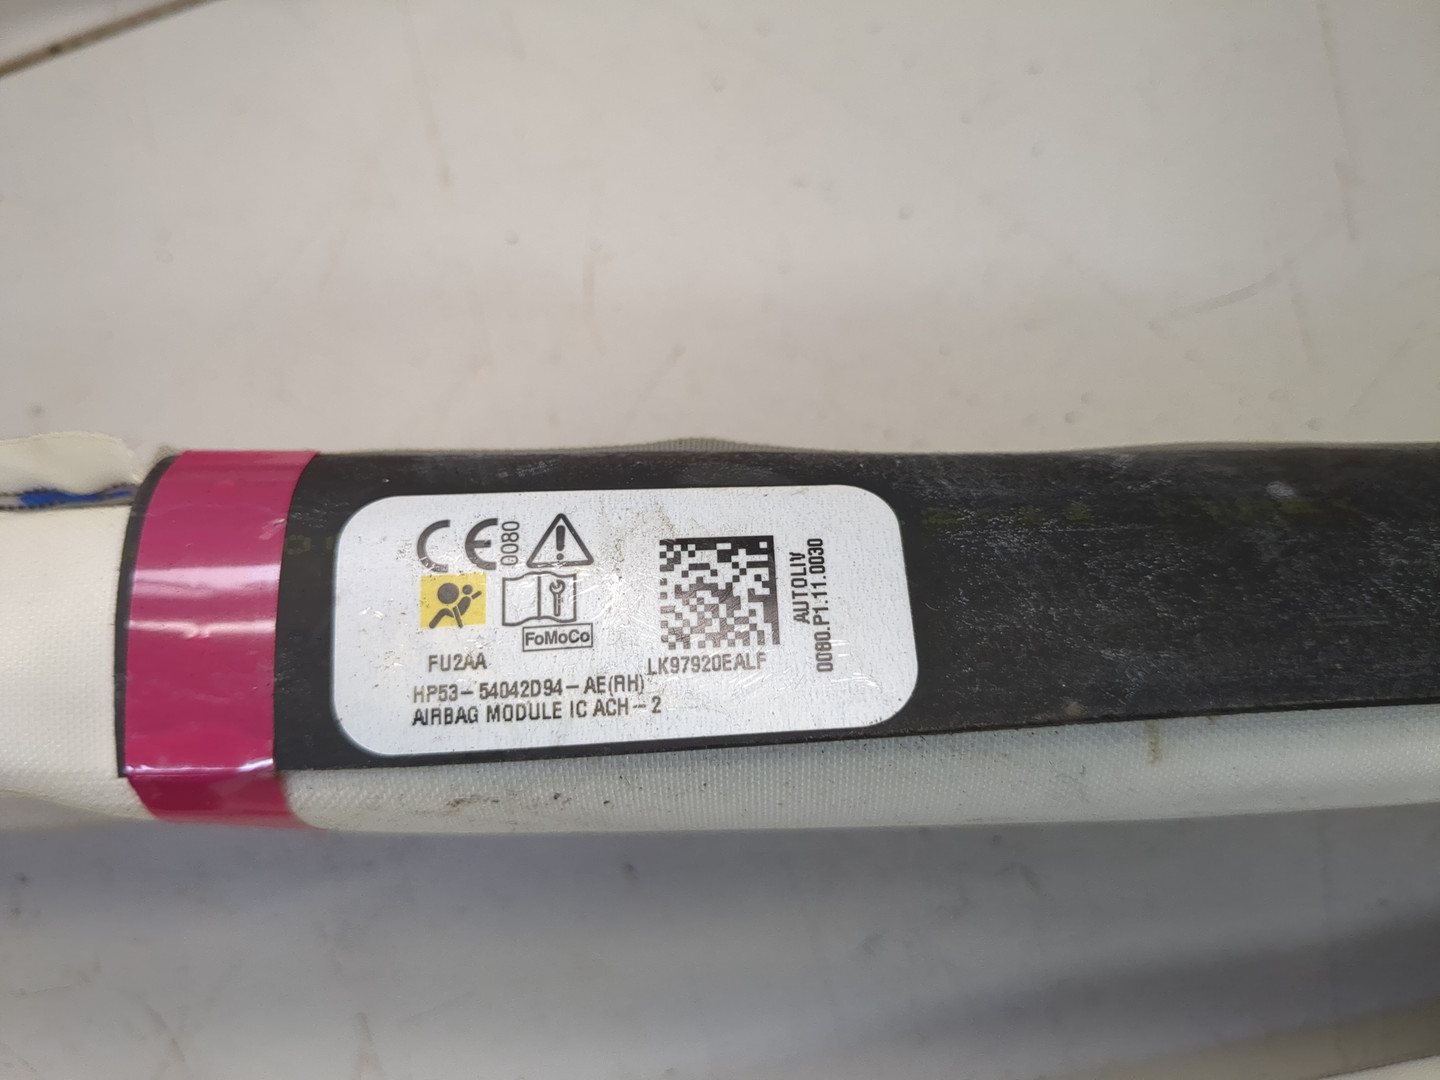 CE 0080
FoMoCo
FU2AA
LK97920EALF
HP53-54042D94-AE(RH)
AIRBAG MODULE IC ACH-2
AUTOLIV
0080.P1.11.0030